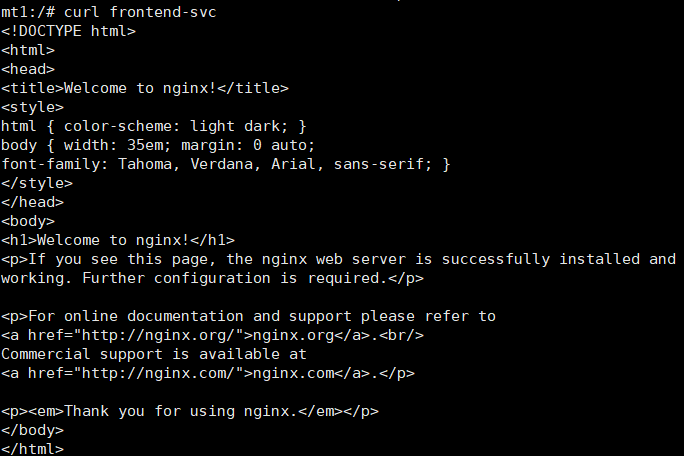 mt1:/# curl frontend-svc
<!DOCTYPE html>
<html>
<head>
<title>Welcome to nginx!</title>
<style>
html { color-scheme: light dark; }
body { width: 35em; margin: 0 auto;
font-family: Tahoma, Verdana, Arial, sans-serif; }
</style>
</head>
<body>
<h1>Welcome to nginx!</h1>
<p>If you see this page, the nginx web server is successfully installed and
working. Further configuration is required.</p>

<p>For online documentation and support please refer to
<a href="http://nginx.org/">nginx.org</a>.<br/>
Commercial support is available at
<a href="http://nginx.com/">nginx.com</a>.</p>

<p><em>Thank you for using nginx.</em></p>
</body>
</html>